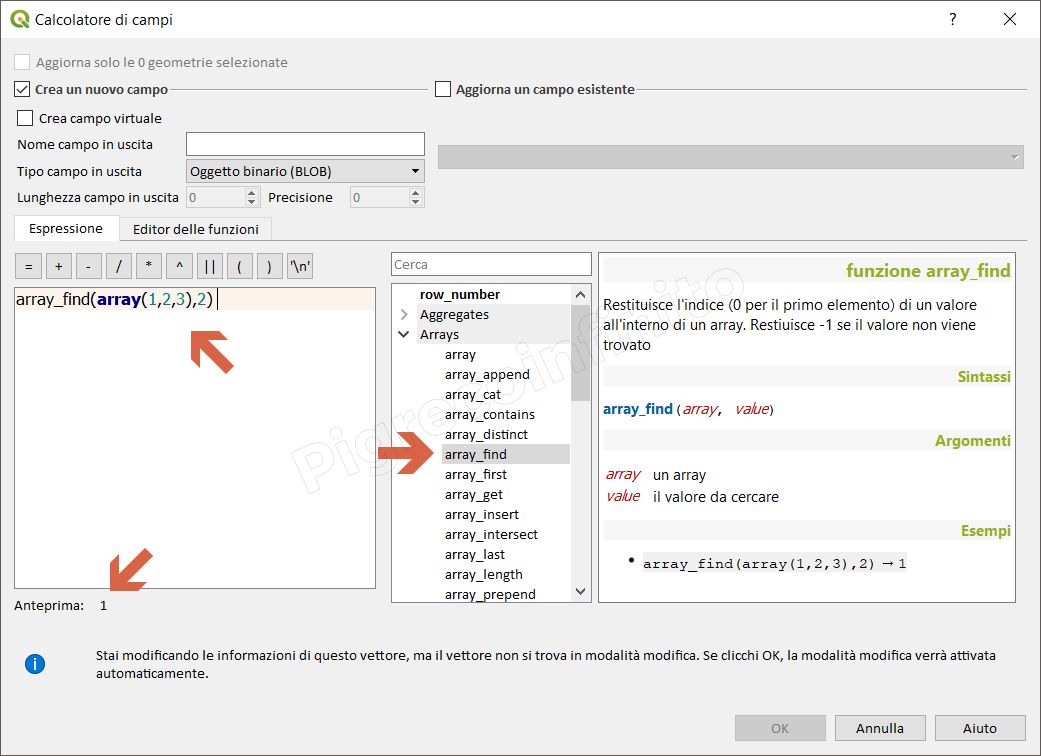 Calcolatore di campi
?
Aggiorna solo le 0 geometrie selezionate
Crea un nuovo campo
Aggiorna un campo esistente
Crea campo virtuale
Nome campo in uscita
Tipo campo in uscita
Oggetto binario (BLOB)
Lunghezza campo in uscita
0
Precisione
0
Espressione
Editor delle funzioni
= + - / * ^ || ( ) '\n'
array_find(array(1,2,3),2)
Anteprima: 1
Cerca
row_number
Aggregates
Arrays
array
array_append
array_cat
array_contains
array_distinct
array_find
array_first
array_get
array_insert
array_intersect
array_last
array_length
array_prepend
funzione array_find
Restituisce l'indice (0 per il primo elemento) di un valore
all'interno di un array. Restiuisce -1 se il valore non viene
trovato
Sintassi
array_find(array, value)
Argomenti
array un array
value il valore da cercare
Esempi
• array_find(array(1,2,3),2) → 1
Pigrecoinfinito
Stai modificando le informazioni di questo vettore, ma il vettore non si trova in modalità modifica. Se clicchi OK, la modalità modifica verrà attivata
automaticamente.
OK
Annulla
Aiuto